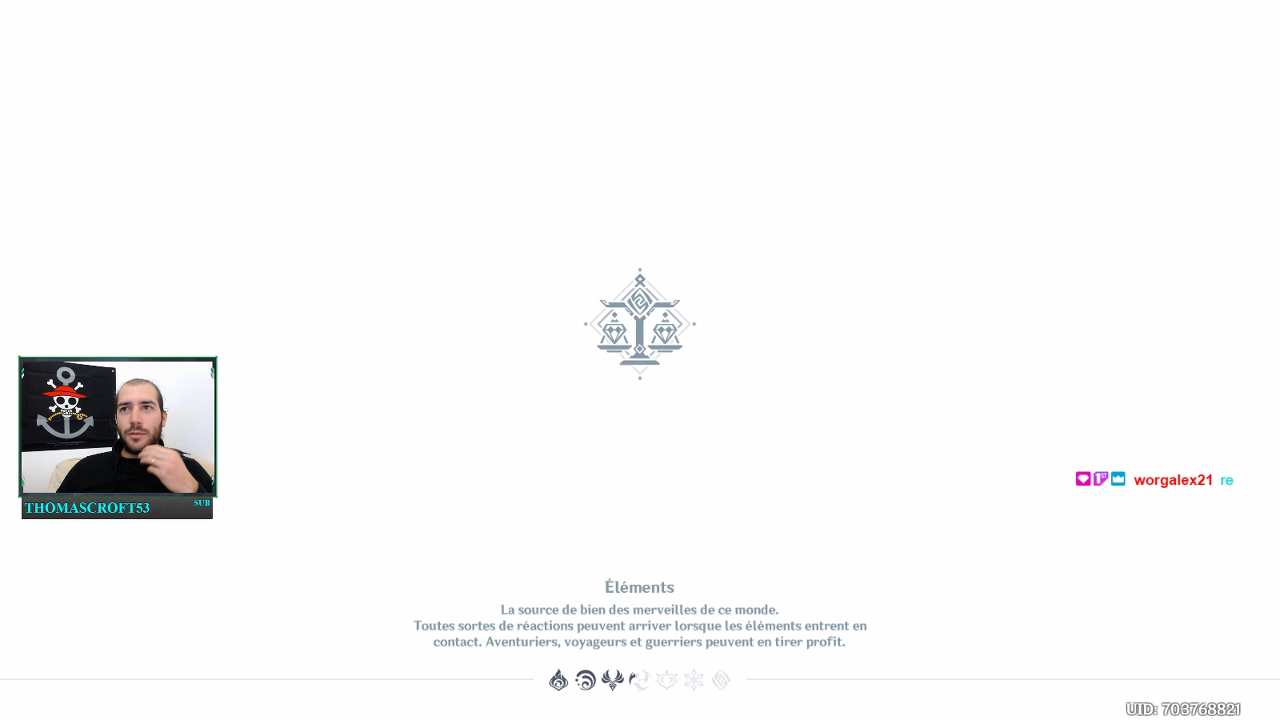 worgalex21 re
THOMASCROFT53
SUB
Éléments
La source de bien des merveilles de ce monde.
Toutes sortes de réactions peuvent arriver lorsque les éléments entrent en
contact. Aventuriers, voyageurs et guerriers peuvent en tirer profit.
UID: 703768821